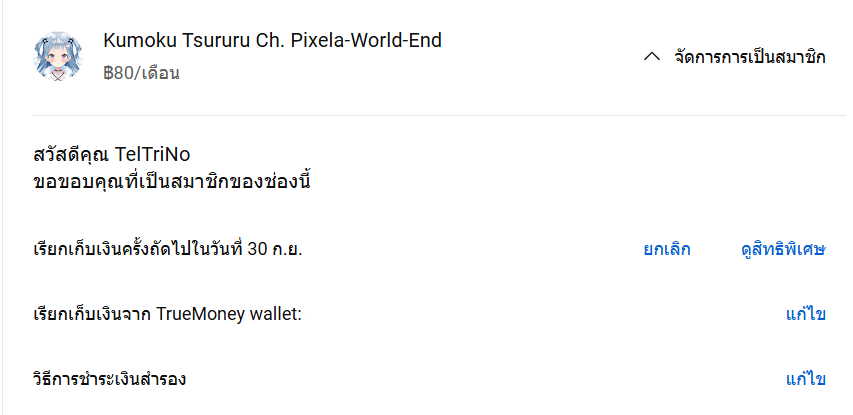 Kumoku Tsururu Ch. Pixela-World-End
฿80/เดือน
จัดการการเป็นสมาชิก
สวัสดีคุณ TelTriNo
ขอขอบคุณที่เป็นสมาชิกของช่องนี้
เรียกเก็บเงินครั้งถัดไปในวันที่ 30 ก.ย.
ยกเลิก
ดูสิทธิพิเศษ
เรียกเก็บเงินจาก TrueMoney wallet:
แก้ไข
วิธีการชำระเงินสำรอง
แก้ไข